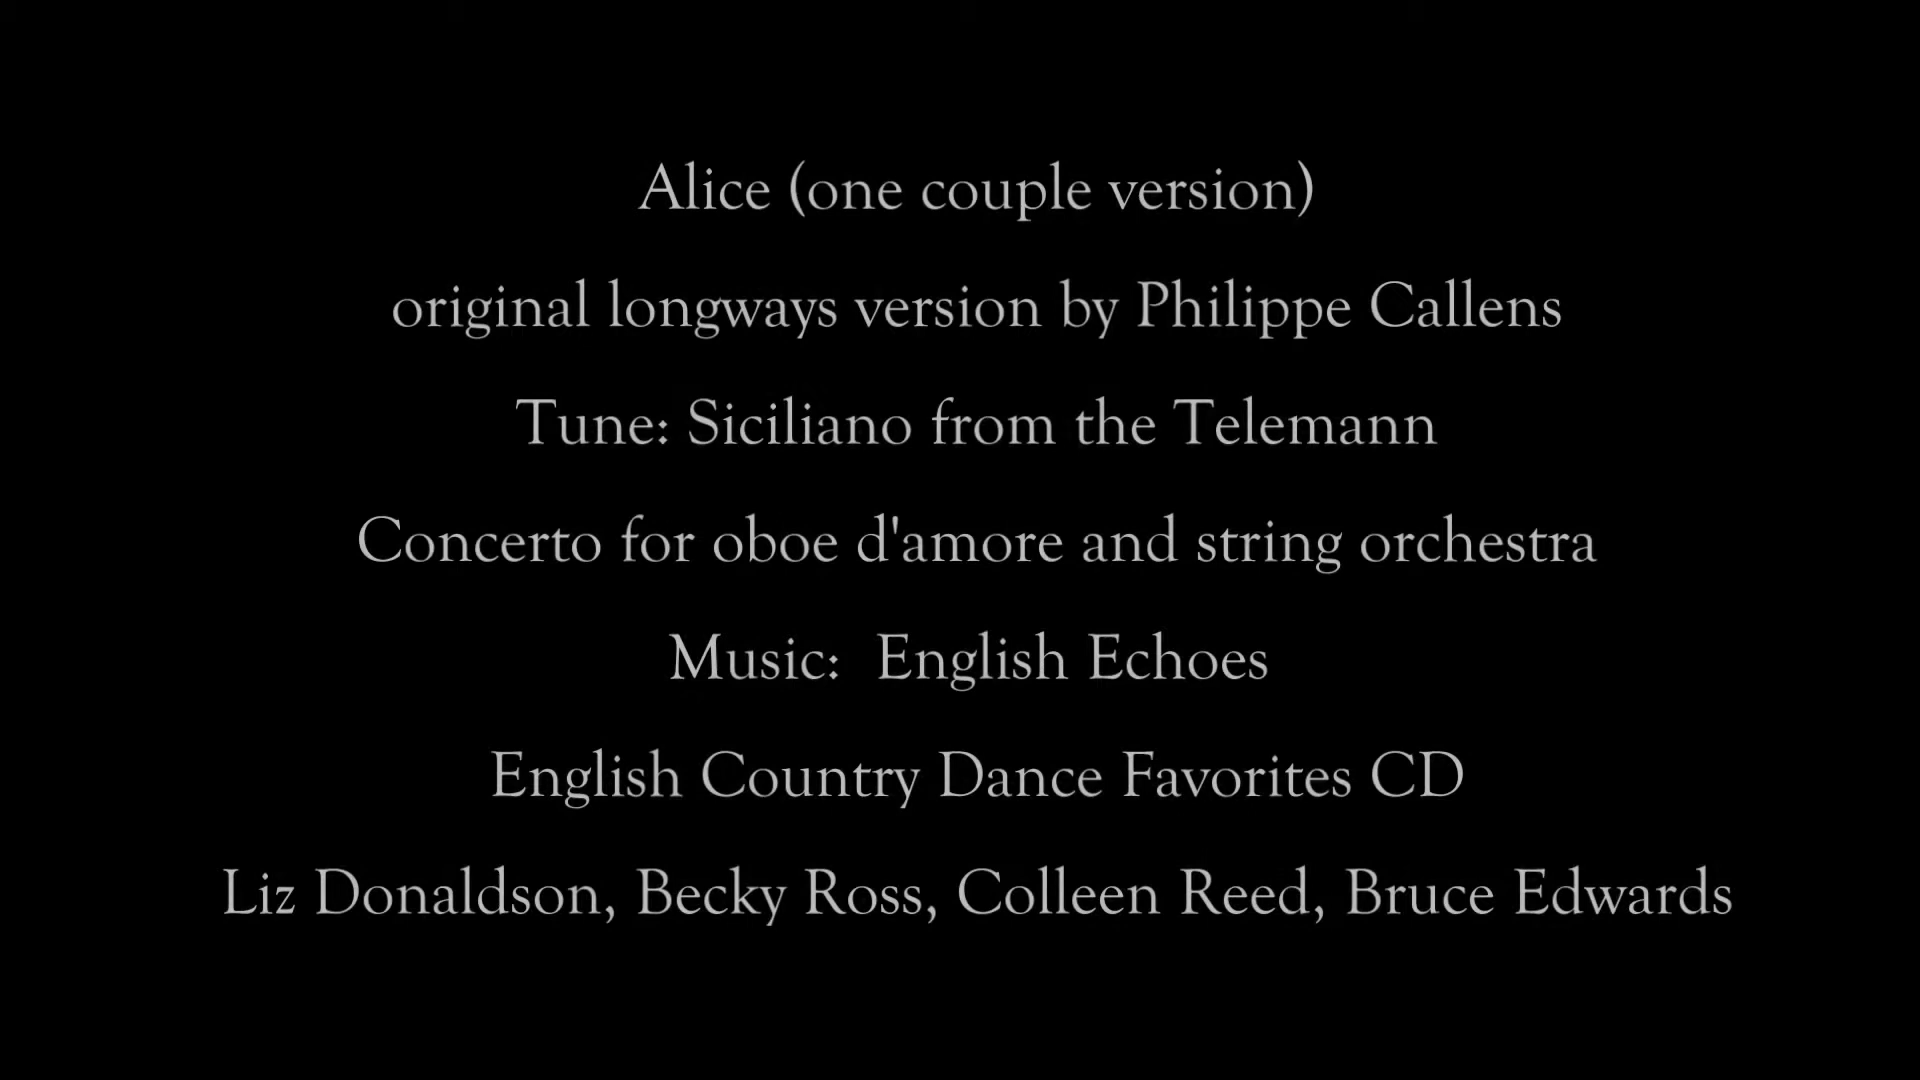 Alice (one couple version)
original longways version by Philippe Callens
Tune: Siciliano from the Telemann
Concerto for oboe d'amore and string orchestra
Music:  English Echoes
English Country Dance Favorites CD
Liz Donaldson, Becky Ross, Colleen Reed, Bruce Edwards